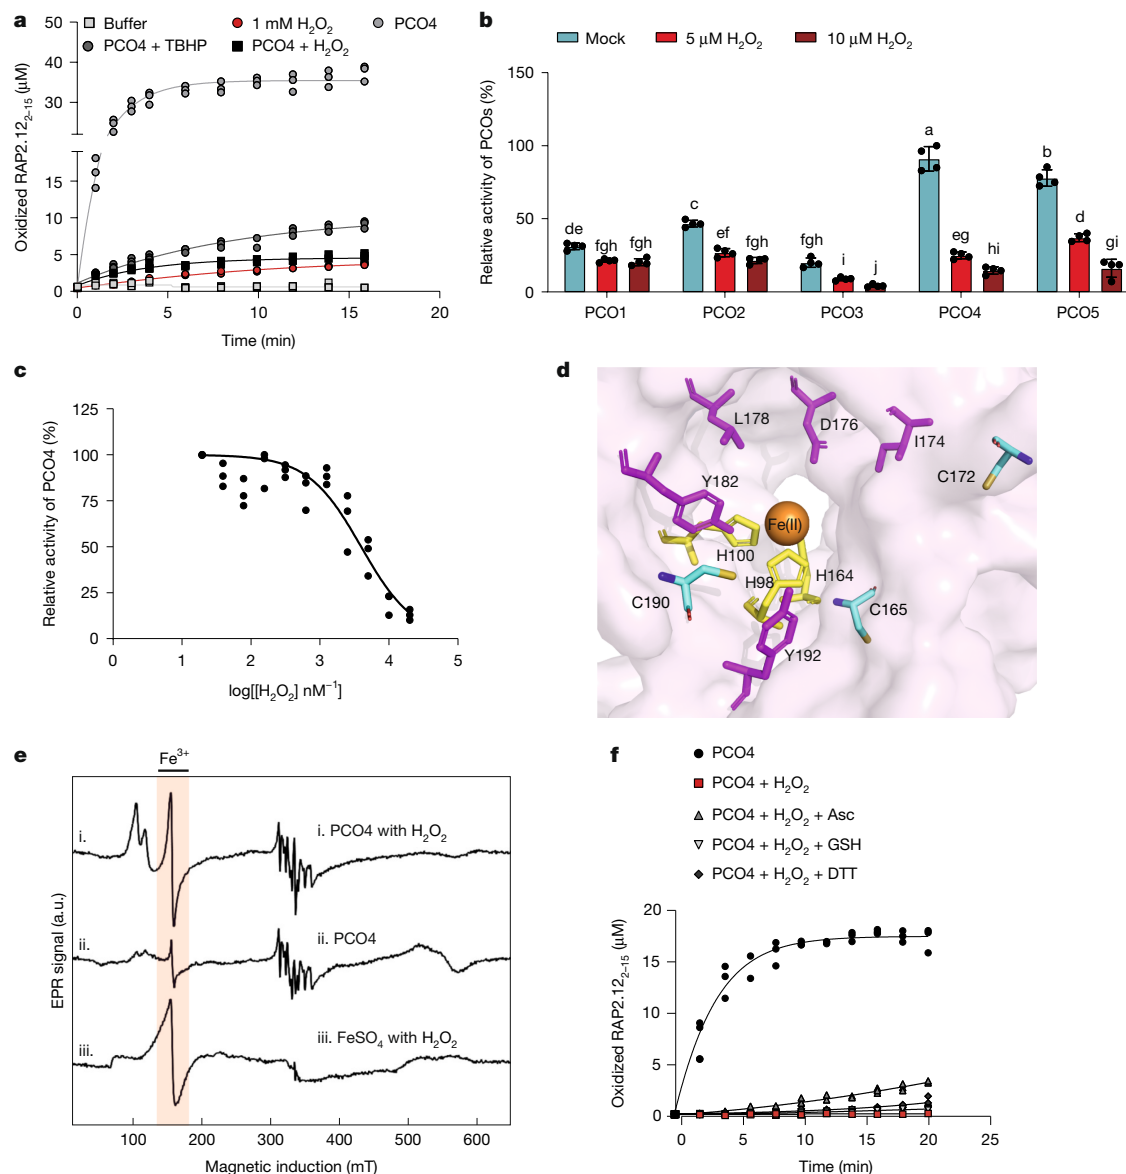 a
Buffer
1 mM H₂O₂
PCO4
PCO4 + TBHP
PCO4 + H₂O₂
Oxidized RAP2.12₂₋₁₅ (μM)
50
40
30
20
15
10
5
0
0 5 10 15 20
Time (min)
b
Mock
5 μM H₂O₂
10 μM H₂O₂
Relative activity of PCOs (%)
150
100
50
0
de fgh fgh
c ef fgh
fgh i j
a eg hi
b d gi
PCO1 PCO2 PCO3 PCO4 PCO5
c
Relative activity of PCO4 (%)
125
100
75
50
25
0
0 1 2 3 4 5
log[[H₂O₂] nM⁻¹]
d
L178
D176
I174
C172
Y182
Fe(II)
H100
H98
H164
C190
C165
Y192
e
Fe³⁺
i.
i. PCO4 with H₂O₂
ii.
ii. PCO4
iii.
iii. FeSO₄ with H₂O₂
EPR signal (a.u.)
100 200 300 400 500 600
Magnetic induction (mT)
f
PCO4
PCO4 + H₂O₂
PCO4 + H₂O₂ + Asc
PCO4 + H₂O₂ + GSH
PCO4 + H₂O₂ + DTT
Oxidized RAP2.12₂₋₁₅ (μM)
20
15
10
5
0
0 5 10 15 20 25
Time (min)